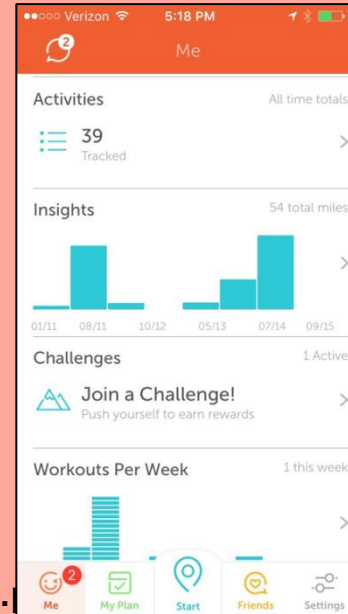 Verizon 5:18 PM
2
Me
Activities All time totals
39
Tracked
Insights 54 total miles
01/11 08/11 10/12 05/13 07/14 09/15
Challenges 1 Active
Join a Challenge!
Push yourself to earn rewards
Workouts Per Week 1 this week
2
Me My Plan Start Friends Settings